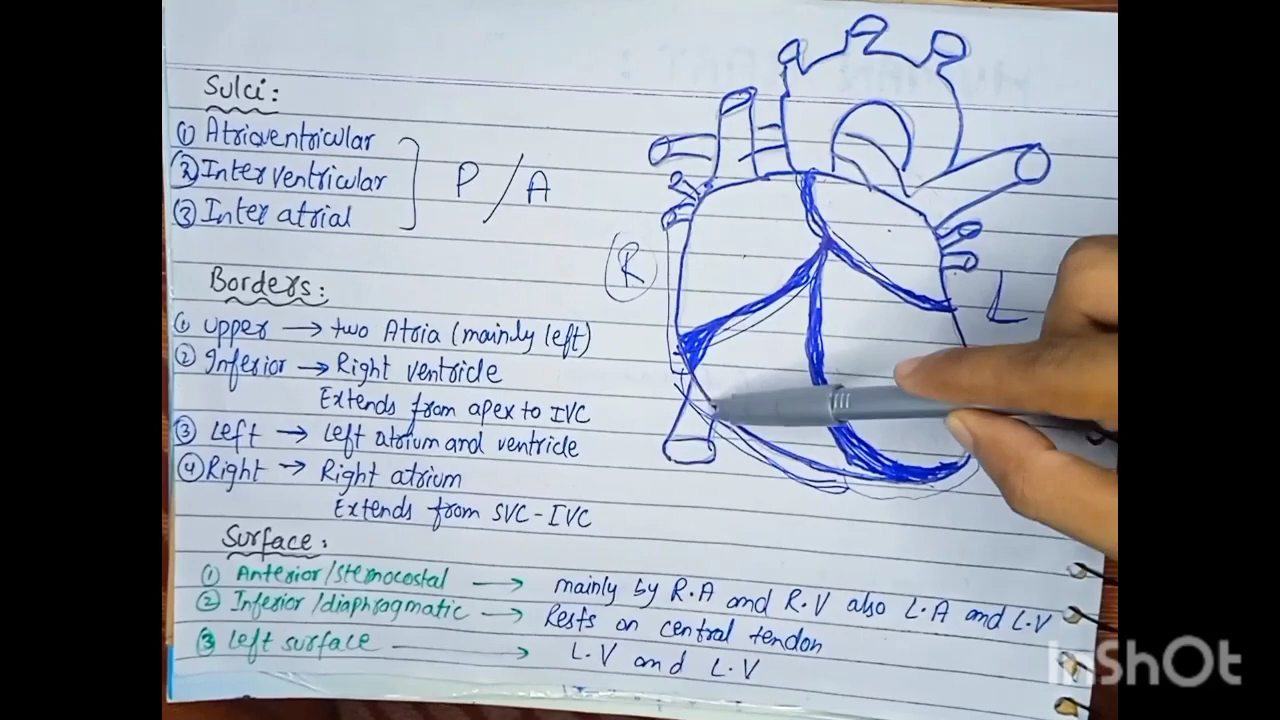 Sulci:
① Atrioventricular
② Inter ventricular
③ Inter atrial
P / A
R
L
Borders:
① Upper → two Atria (mainly left)
② Inferior → Right ventricle
Extends from apex to IVC
③ Left → Left atrium and ventricle
④ Right → Right atrium
Extends from SVC - IVC
Surface:
① Anterior/sternocostal → mainly by R.A and R.V also L.A and L.V
② Inferior/diaphragmatic → Rests on central tendon
③ Left surface → L.V and L.V
InShOt